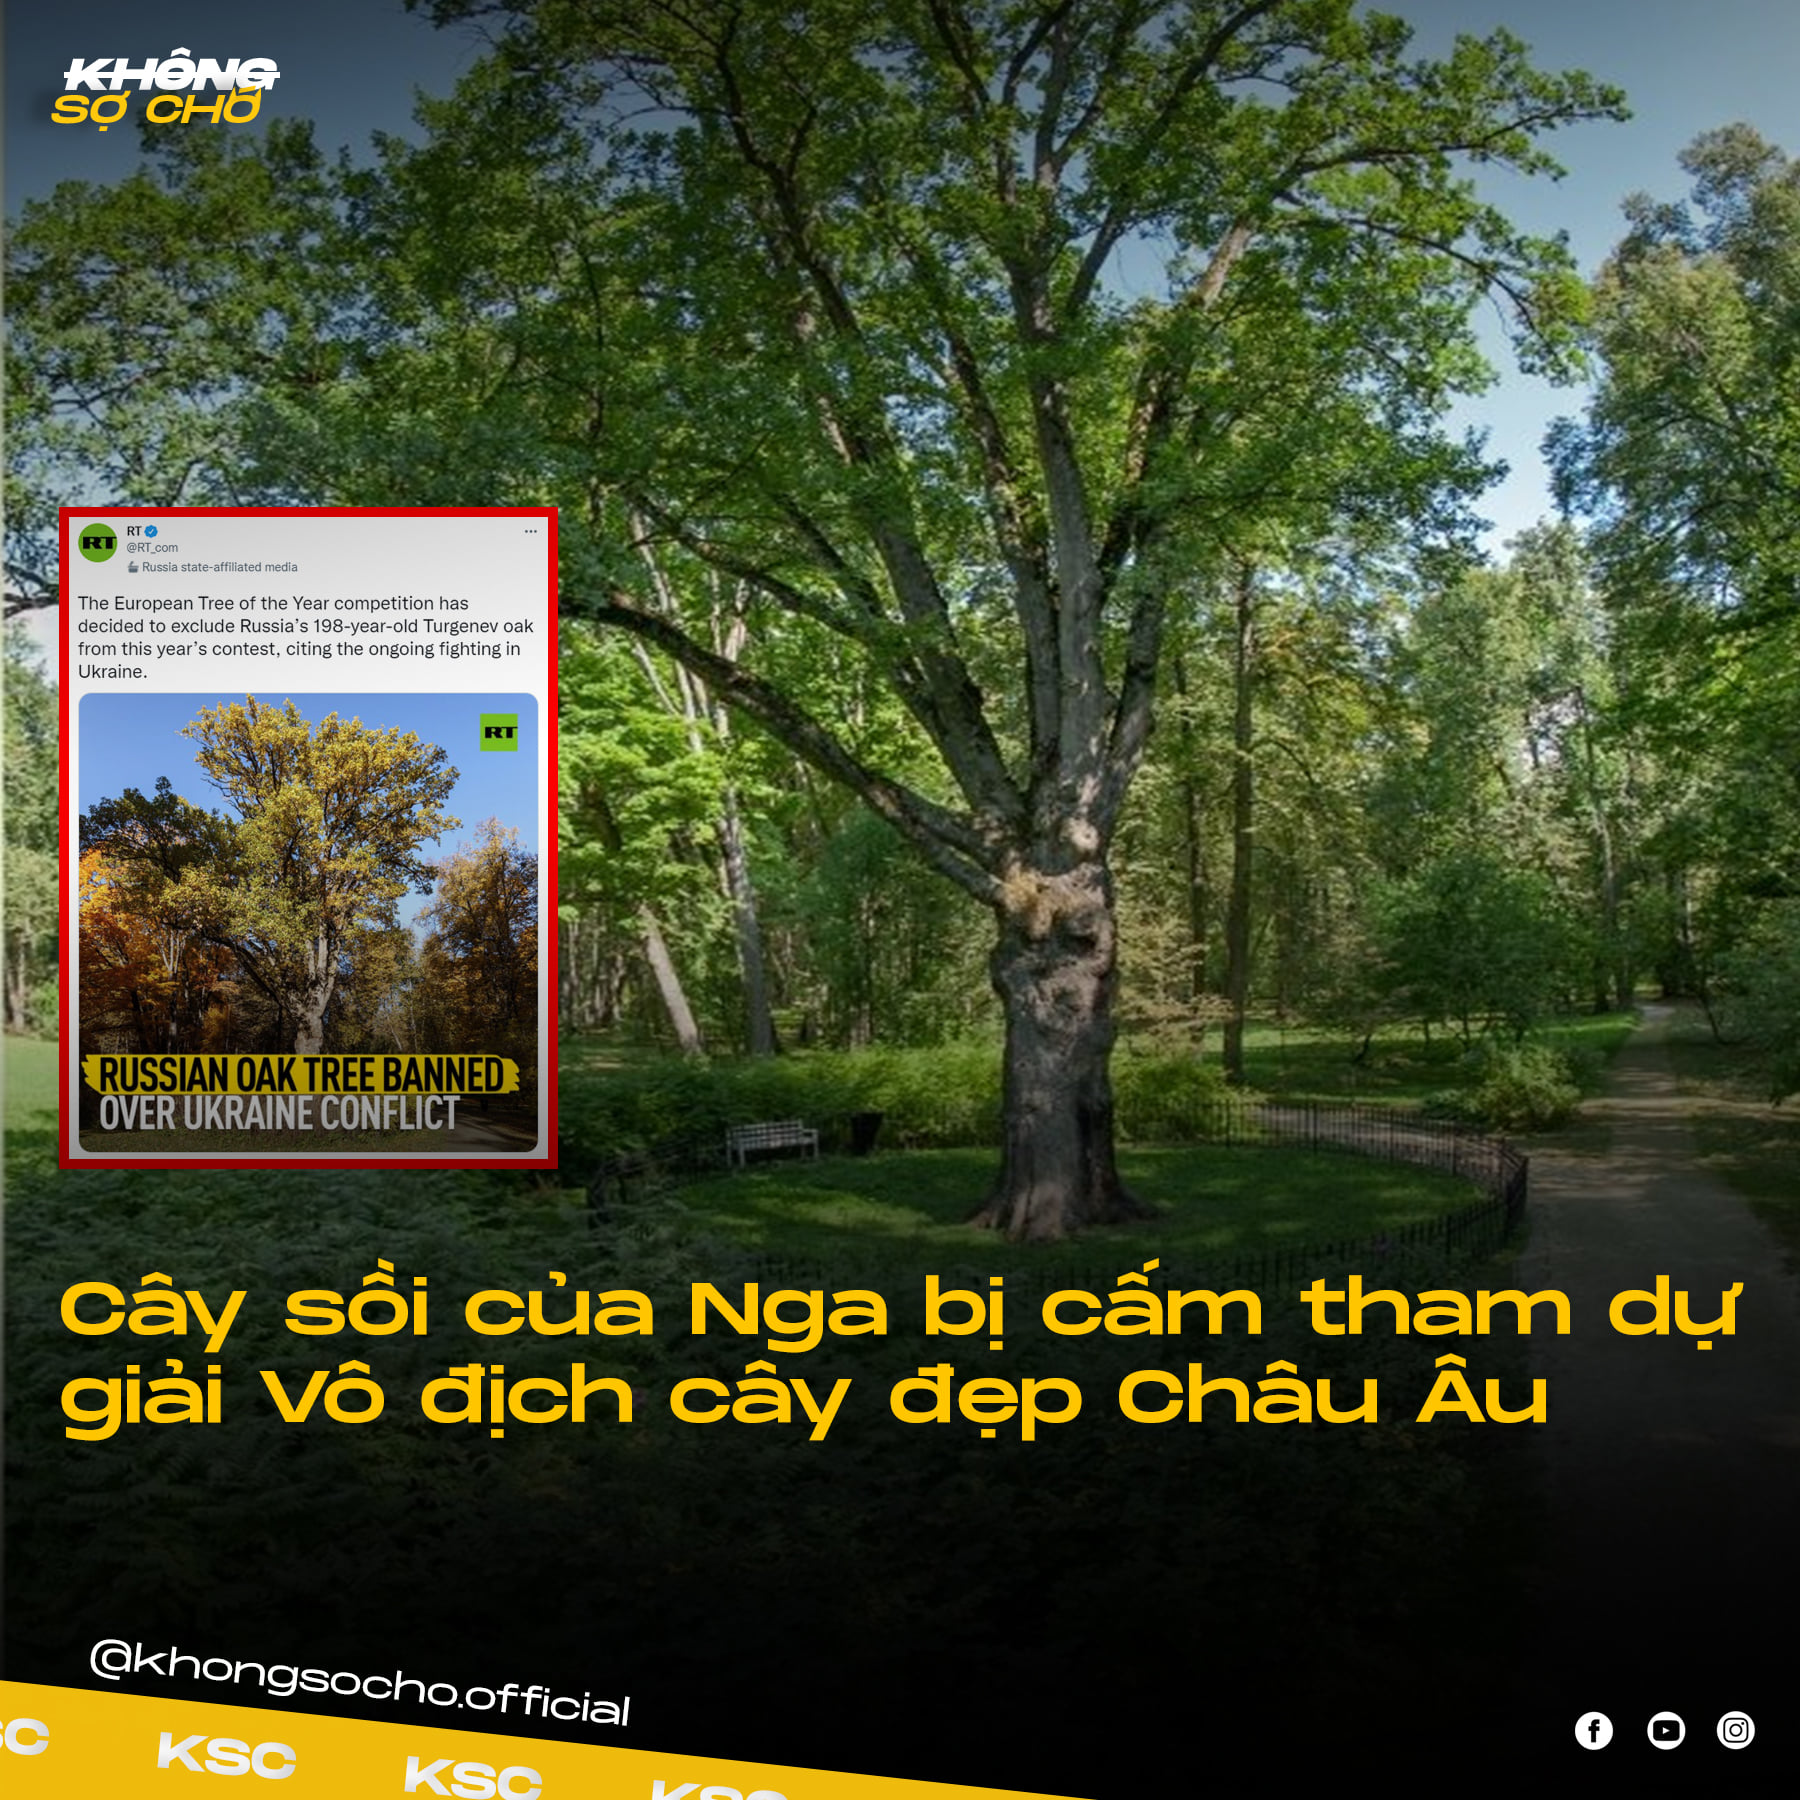 KHÔNG
SỢ CHÓ
RT
RT
@RT_com
Russia state-affiliated media
The European Tree of the Year competition has
decided to exclude Russia's 198-year-old Turgenev oak
from this year's contest, citing the ongoing fighting in
Ukraine.
RT
RUSSIAN OAK TREE BANNED
OVER UKRAINE CONFLICT
Cây sồi của Nga bị cấm tham dự
giải Vô địch cây đẹp Châu Âu
@khongsocho.official
SC KSC KSC KSC